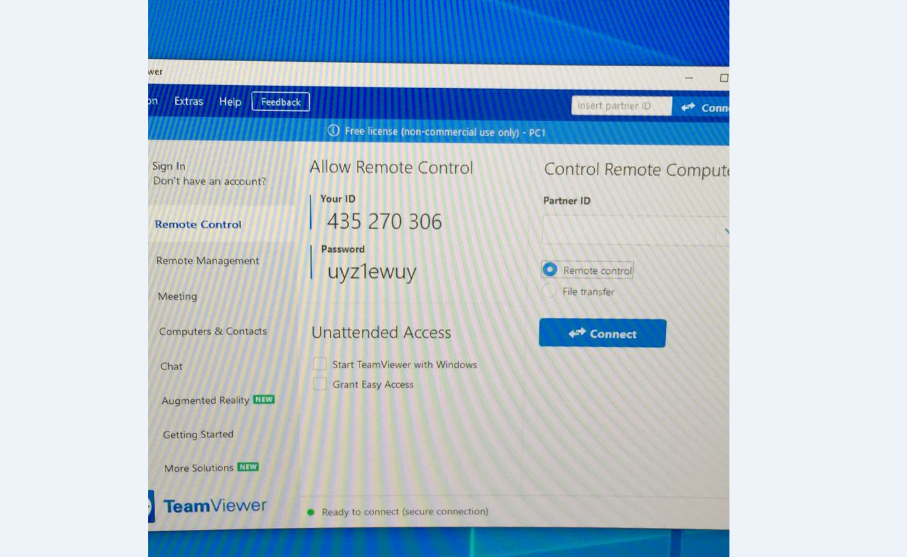 wer
on Extras Help Feedback
Insert partner ID Conn
Free license (non-commercial use only) - PC1
Sign In
Don't have an account?
Remote Control
Remote Management
Meeting
Computers & Contacts
Chat
Augmented Reality NEW
Getting Started
More Solutions NEW
TeamViewer
Allow Remote Control
Your ID
435 270 306
Password
uyz1ewuy
Unattended Access
Start TeamViewer with Windows
Grant Easy Access
Ready to connect (secure connection)
Control Remote Compute
Partner ID
Remote control
File transfer
Connect